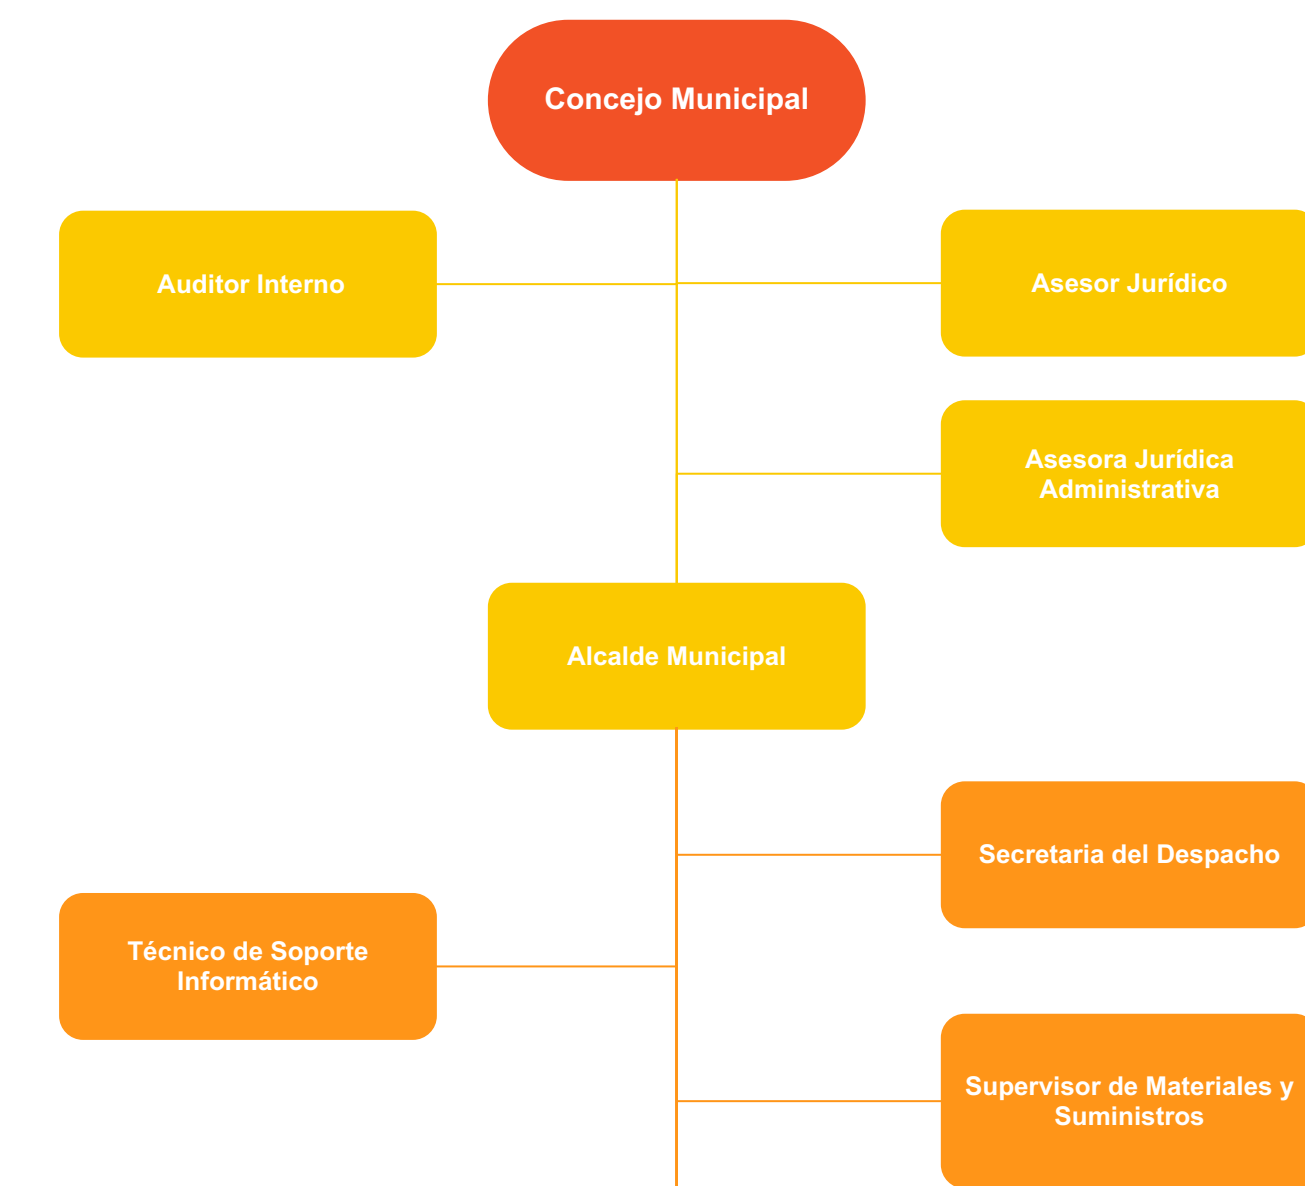 Concejo Municipal
Auditor Interno
Asesor Jurídico
Asesora Jurídica
Administrativa
Alcalde Municipal
Secretaria del Despacho
Técnico de Soporte
Informático
Supervisor de Materiales y
Suministros